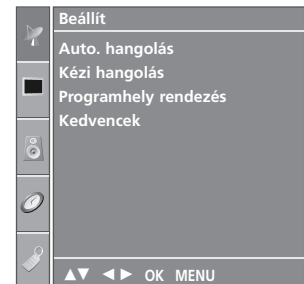 Beállít
Auto. hangolás
Kézi hangolás
Programhely rendezés
Kedvencek
▲▼ ◄► OK MENU